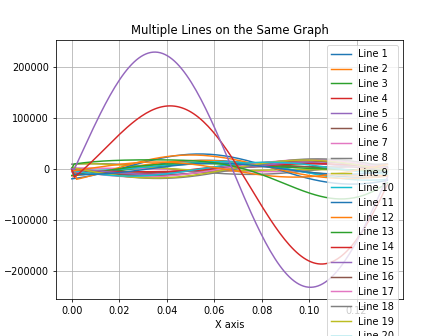 Multiple Lines on the Same Graph
200000
100000
0
−100000
−200000
0.00
0.02
0.04
0.06
0.08
0.10
X axis
Line 1
Line 2
Line 3
Line 4
Line 5
Line 6
Line 7
Line 8
Line 9
Line 10
Line 12
Line 13
Line 14
Line 15
Line 16
Line 17
Line 18
Line 19
Line 20